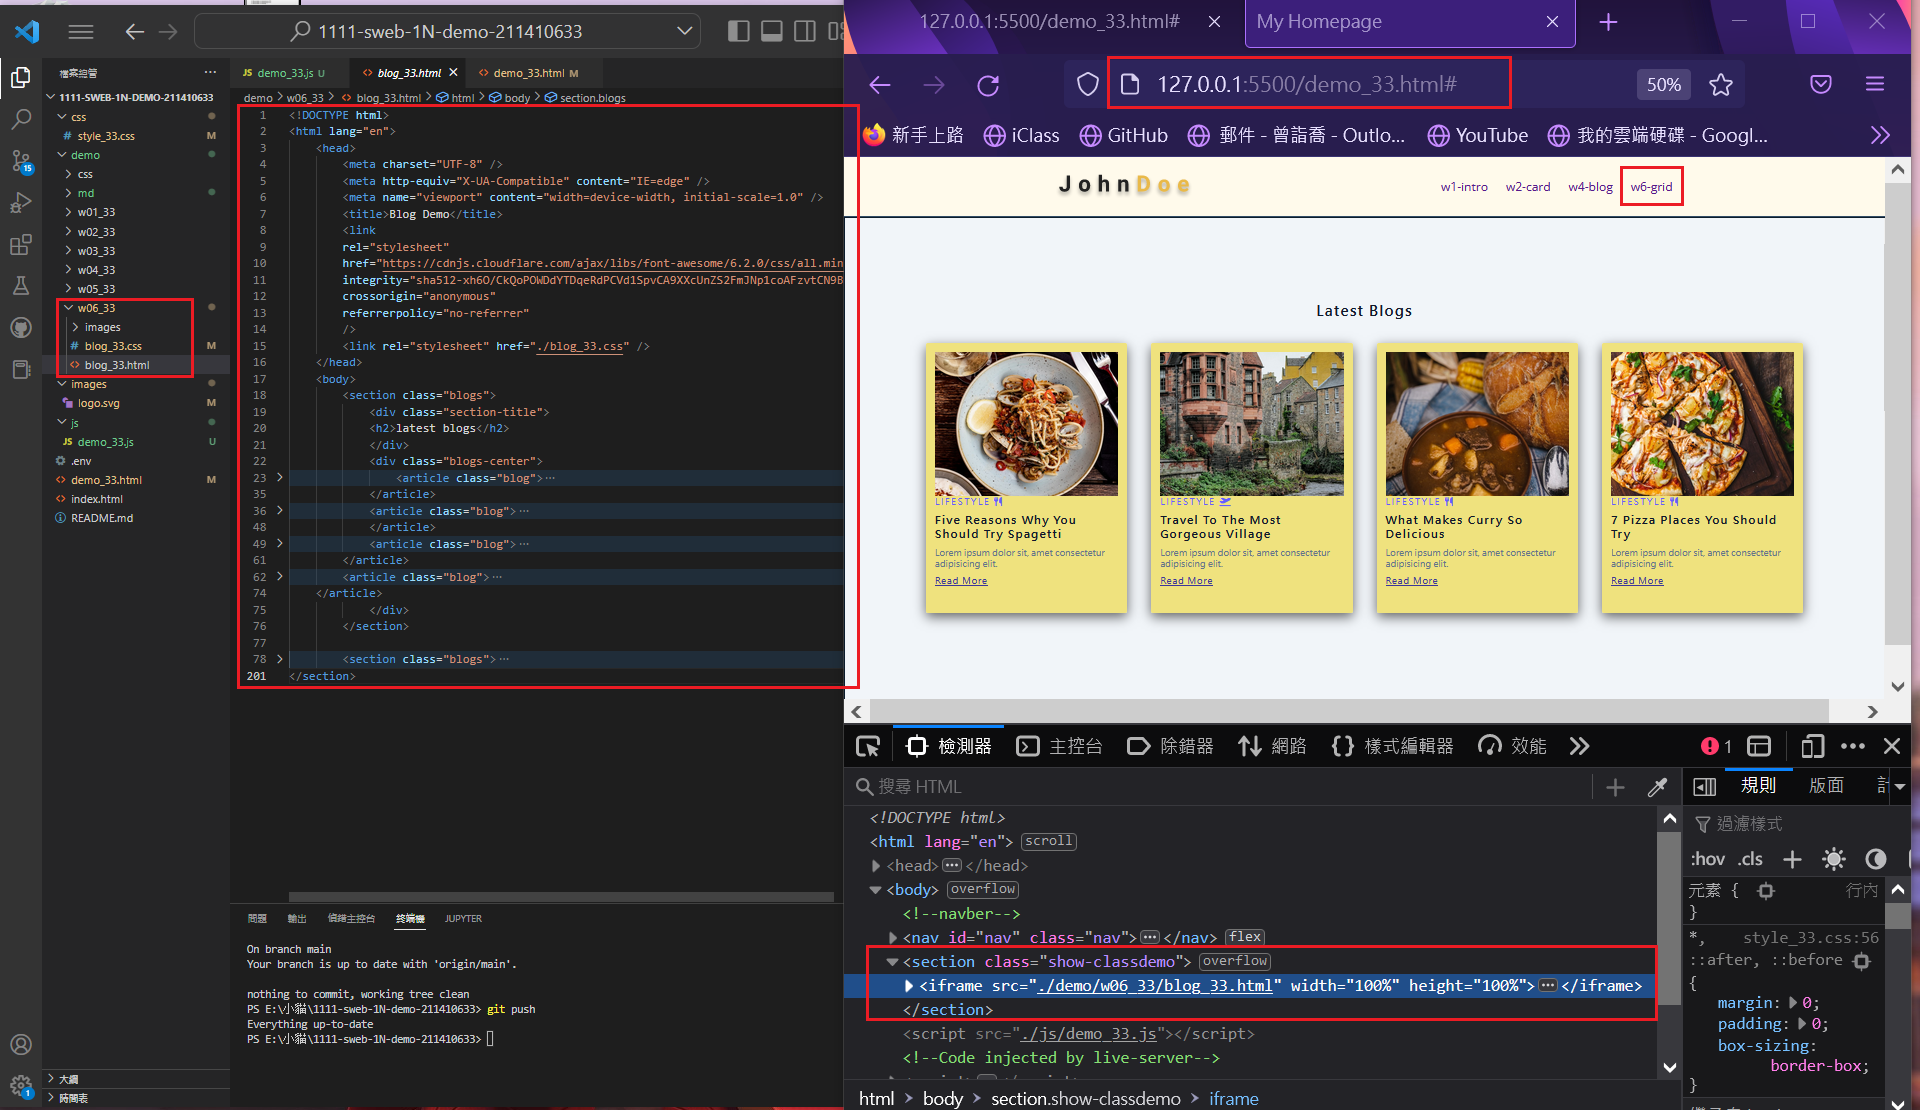 1111-sweb-1N-demo-211410633
檔案總管
1111-SWEB-1N-DEMO-211410633
css
# style_33.css M
demo
css
md
w01_33
w02_33
w03_33
w04_33
w05_33
w06_33
images
# blog_33.css M
<> blog_33.html
images
logo.svg M
js
JS demo_33.js U
.env
<> demo_33.html M
<> index.html
README.md
大綱
時間表
15
1
JS demo_33.js U
<> blog_33.html
<> demo_33.html M
demo > w06_33 > <> blog_33.html > html > body > section.blogs
1 <!DOCTYPE html>
2 <html lang="en">
3 <head>
4 <meta charset="UTF-8" />
5 <meta http-equiv="X-UA-Compatible" content="IE=edge" />
6 <meta name="viewport" content="width=device-width, initial-scale=1.0" />
7 <title>Blog Demo</title>
8 <link
9 rel="stylesheet"
10 href="https://cdnjs.cloudflare.com/ajax/libs/font-awesome/6.2.0/css/all.min
11 integrity="sha512-xh6O/CkQoPOWDdYTDqeRdPCVd1SpvCA9XXcUnZS2FmJNp1coAFzvtCN9B
12 crossorigin="anonymous"
13 referrerpolicy="no-referrer"
14 />
15 <link rel="stylesheet" href="./blog_33.css" />
16 </head>
17 <body>
18 <section class="blogs">
19 <div class="section-title">
20 <h2>latest blogs</h2>
21 </div>
22 <div class="blogs-center">
23 <article class="blog">…
35 </article>
36 <article class="blog">…
48 </article>
49 <article class="blog">…
61 </article>
62 <article class="blog">…
74 </article>
75 </div>
76 </section>
77
78 <section class="blogs">…
201 </section>
問題 輸出 偵錯主控台 終端機 JUPYTER
On branch main
Your branch is up to date with 'origin/main'.
nothing to commit, working tree clean
PS E:\小貓\1111-sweb-1N-demo-211410633> git push
Everything up-to-date
PS E:\小貓\1111-sweb-1N-demo-211410633>
127.0.0.1:5500/demo_33.html#
My Homepage
127.0.0.1:5500/demo_33.html#
50%
新手上路
iClass
GitHub
郵件 - 曾詣喬 - Outlo...
YouTube
我的雲端硬碟 - Googl...
JohnDoe
w1-intro w2-card w4-blog w6-grid
Latest Blogs
LIFESTYLE
Five Reasons Why You
Should Try Spagetti
Lorem ipsum dolor sit, amet consectetur
adipisicing elit.
Read More
LIFESTYLE
Travel To The Most
Gorgeous Village
Lorem ipsum dolor sit, amet consectetur
adipisicing elit.
Read More
LIFESTYLE
What Makes Curry So
Delicious
Lorem ipsum dolor sit, amet consectetur
adipisicing elit.
Read More
LIFESTYLE
7 Pizza Places You Should
Try
Lorem ipsum dolor sit, amet consectetur
adipisicing elit.
Read More
檢測器 主控台 除錯器 網路 樣式編輯器 效能 1
搜尋 HTML
<!DOCTYPE html>
<html lang="en"> scroll
<head>…</head>
<body> overflow
<!--navber-->
<nav id="nav" class="nav">…</nav> flex
<section class="show-classdemo"> overflow
<iframe src="./demo/w06_33/blog_33.html" width="100%" height="100%">…</iframe>
</section>
<script src="./js/demo_33.js"></script>
<!--Code injected by live-server-->
html > body > section.show-classdemo > iframe
規則 版面
過濾樣式
:hov .cls
元素 { 行內
}
*, style_33.css:56
::after, ::before
{
margin: 0;
padding: 0;
box-sizing:
border-box;
}